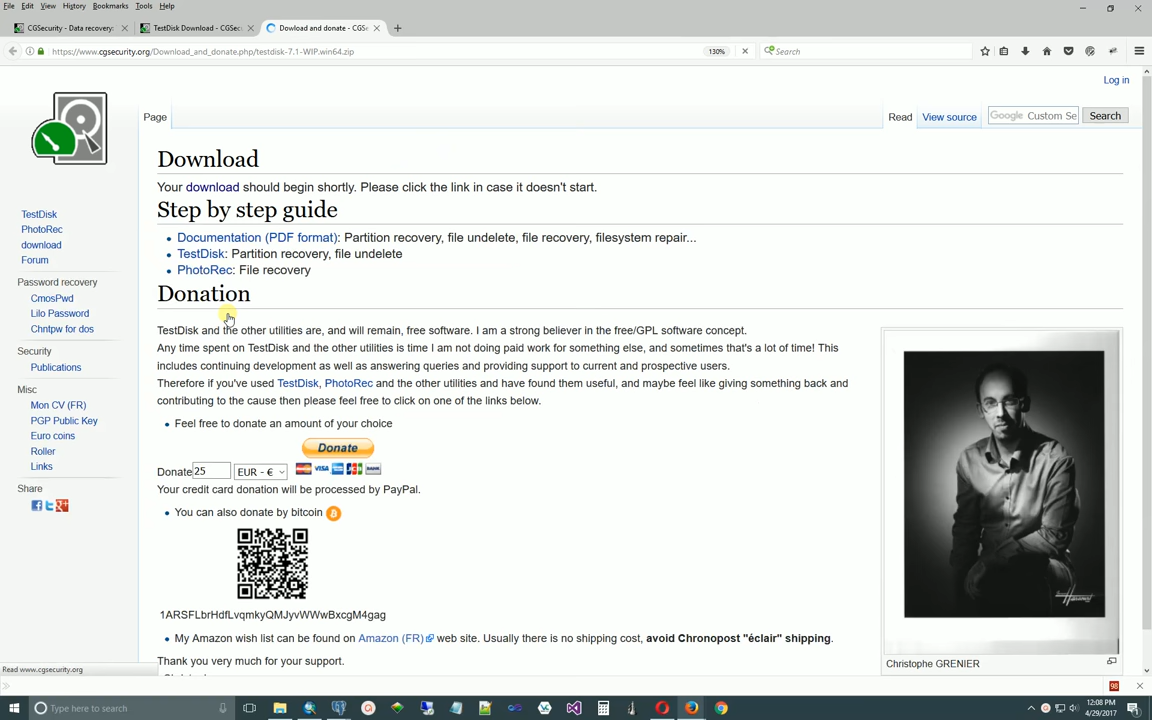 File Edit View History Bookmarks Tools Help
CGSecurity - Data recovery: TestDisk Download - CGSec Dowload and donate - CGS
https://www.cgsecurity.org/Download_and_donate.php/testdisk-7.1-WIP.win64.zip 130% Search
Log in
Page Read View source Google Custom Se Search
Download
Your download should begin shortly. Please click the link in case it doesn't start.
Step by step guide
Documentation (PDF format): Partition recovery, file undelete, file recovery, filesystem repair...
TestDisk: Partition recovery, file undelete
PhotoRec: File recovery
Donation
TestDisk and the other utilities are, and will remain, free software. I am a strong believer in the free/GPL software concept.
Any time spent on TestDisk and the other utilities is time I am not doing paid work for something else, and sometimes that's a lot of time! This
includes continuing development as well as answering queries and providing support to current and prospective users.
Therefore if you've used TestDisk, PhotoRec and the other utilities and have found them useful, and maybe feel like giving something back and
contributing to the cause then please feel free to click on one of the links below.
Feel free to donate an amount of your choice
Donate
Donate 25 EUR - €
VISA BANK
Your credit card donation will be processed by PayPal.
You can also donate by bitcoin
1ARSFLbrHdfLvqmkyQMJyvWWwBxcgM4gag
My Amazon wish list can be found on Amazon (FR) web site. Usually there is no shipping cost, avoid Chronopost "éclair" shipping.
Thank you very much for your support.
Christophe GRENIER
TestDisk
PhotoRec
download
Forum
Password recovery
CmosPwd
Lilo Password
Chntpw for dos
Security
Publications
Misc
Mon CV (FR)
PGP Public Key
Euro coins
Roller
Links
Share
Read www.cgsecurity.org
98
Type here to search
12:08 PM
4/29/2017